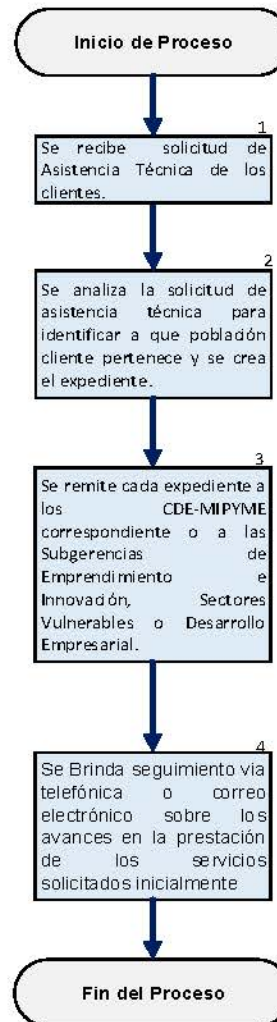 Inicio de Proceso
1
Se recibe solicitud de
Asistencia Técnica de los
clientes.
2
Se analiza la solicitud de
asistencia técnica para
identificar a que población
cliente pertenece y se crea
el expediente.
3
Se remite cada expediente a
los CDE-MIPYME
correspondiente o a las
Subgerencias de
Emprendimiento e
Innovación, Sectores
Vulnerables o Desarrollo
Empresarial.
4
Se Brinda seguimiento via
telefónica o correo
electrónico sobre los
avances en la prestación
de los servicios
solicitados inicialmente
Fin del Proceso